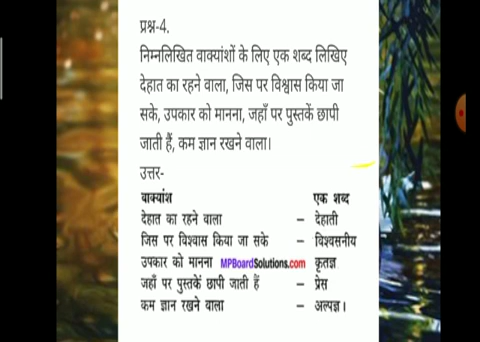 प्रश्न-4.
निम्नलिखित वाक्यांशों के लिए एक शब्द लिखिए
देहात का रहने वाला, जिस पर विश्वास किया जा
सके, उपकार को मानना, जहाँ पर पुस्तकें छापी
जाती हैं, कम ज्ञान रखने वाला।
उत्तर-
वाक्यांश एक शब्द
देहात का रहने वाला – देहाती
जिस पर विश्वास किया जा सके – विश्वसनीय
उपकार को मानना MPBoardSolutions.com कृतज्ञ
जहाँ पर पुस्तकें छापी जाती हैं – प्रेस
कम ज्ञान रखने वाला – अल्पज्ञ।